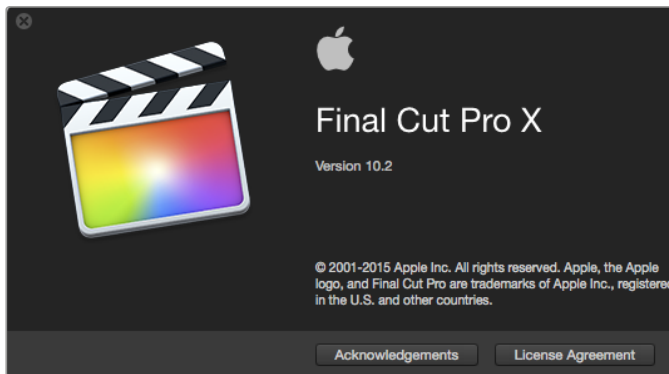 Final Cut Pro X
Version 10.2
© 2001-2015 Apple Inc. All rights reserved. Apple, the Apple
logo, and Final Cut Pro are trademarks of Apple Inc., registered
in the U.S. and other countries.
Acknowledgements
License Agreement